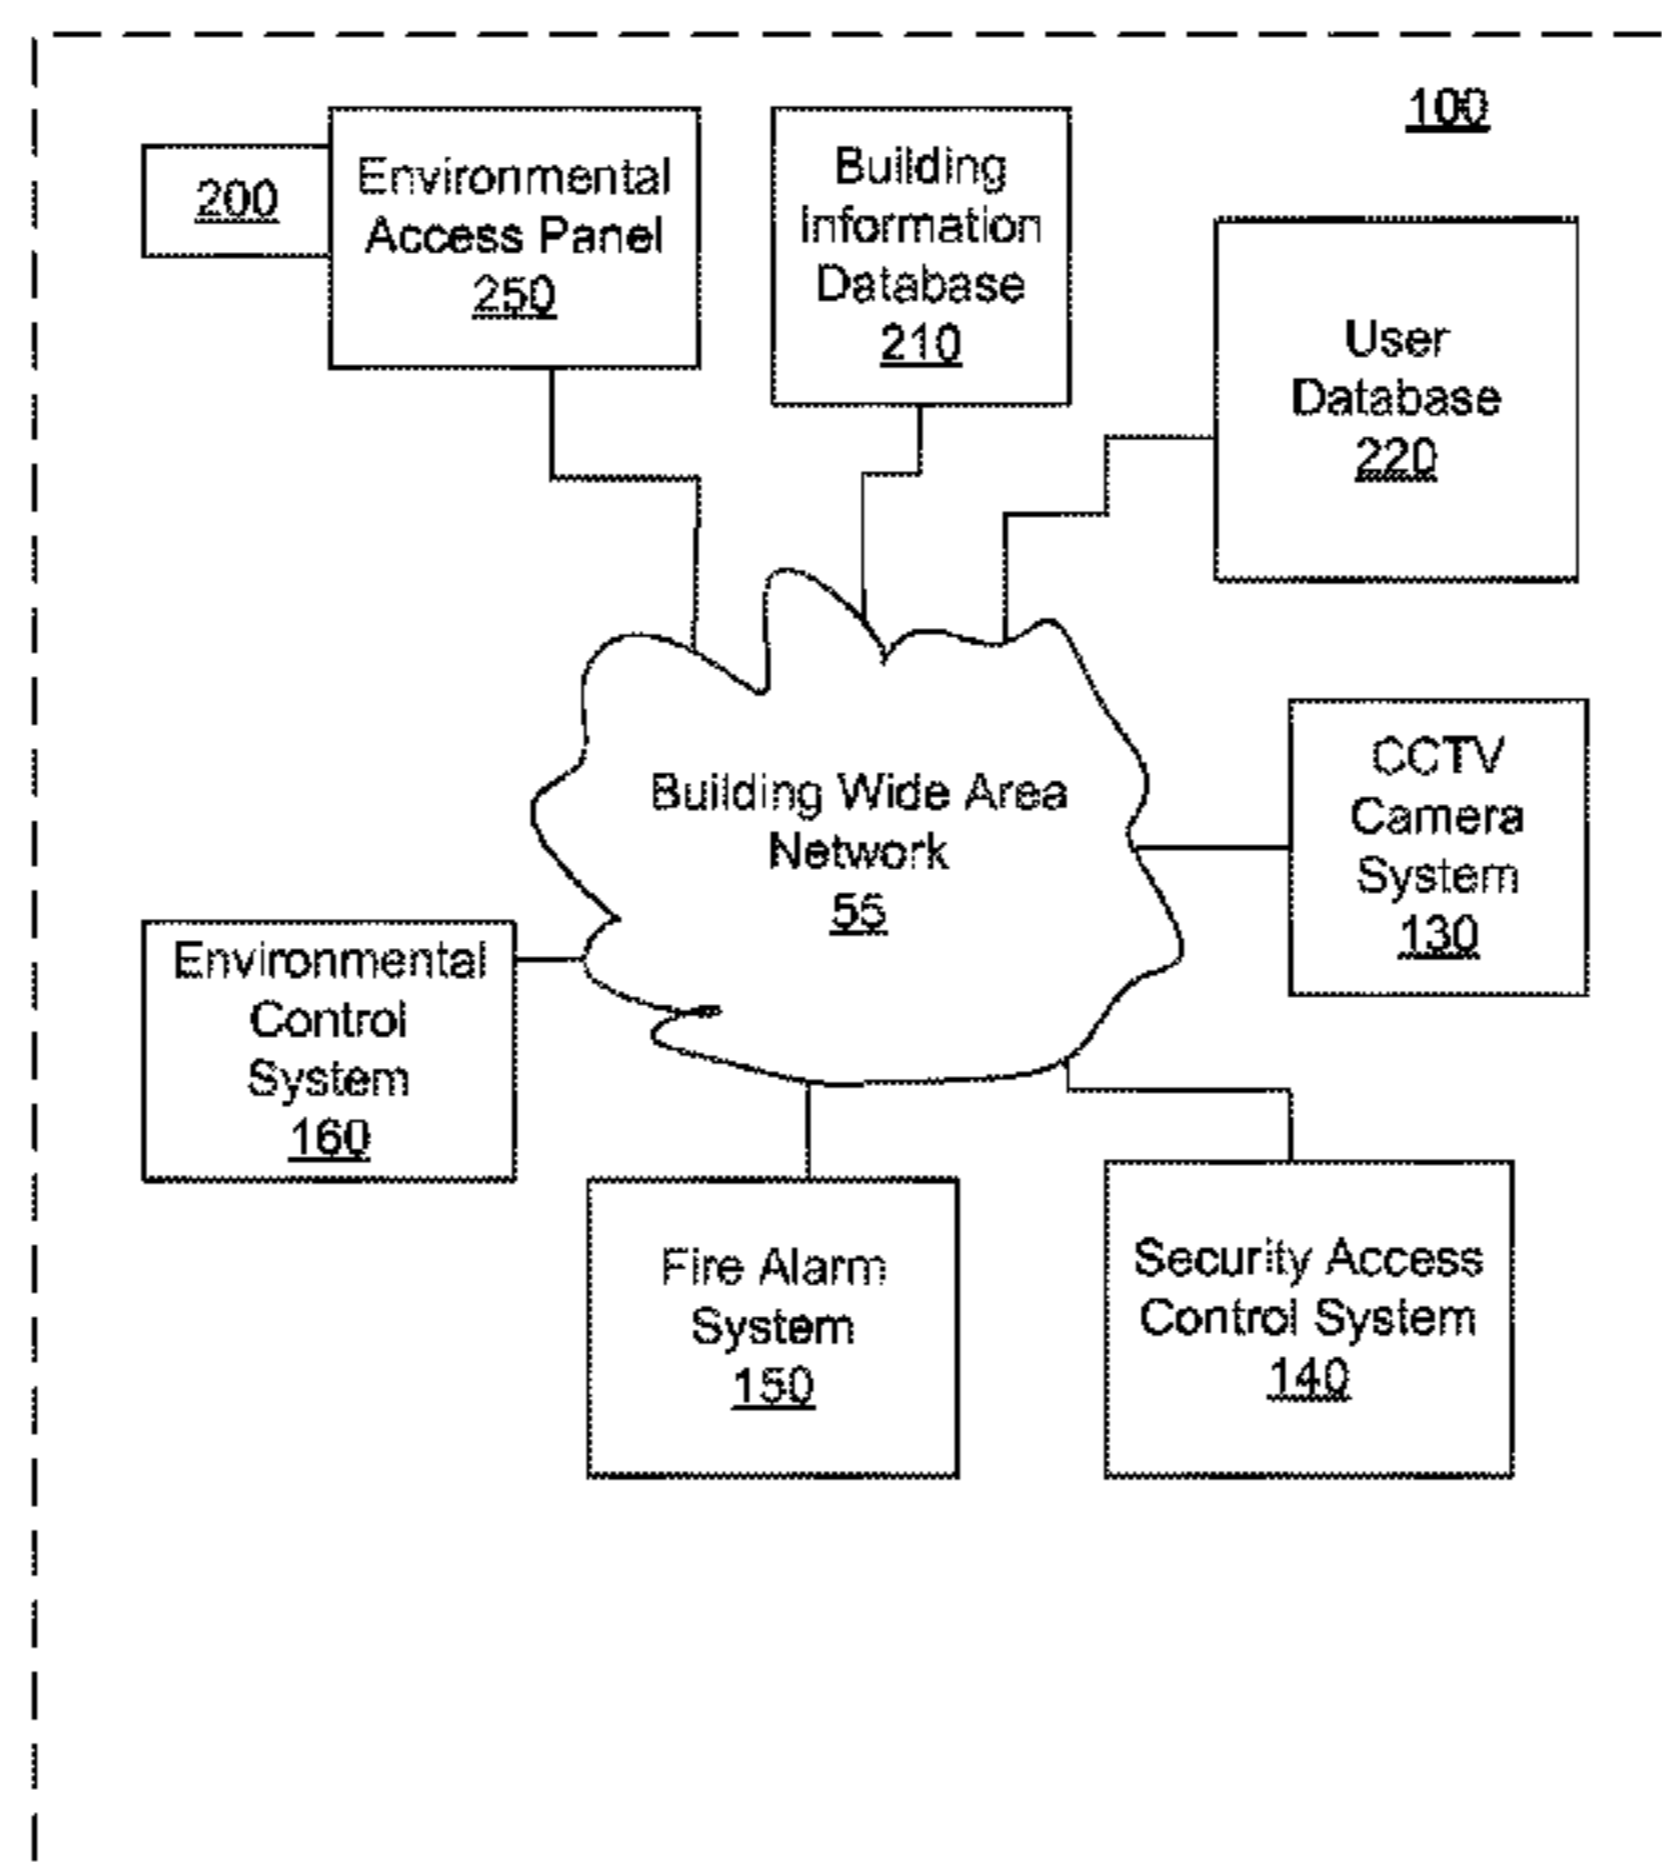 100
200
Environmental
Access Panel
250
Building
Information
Database
210
User
Database
220
Building Wide Area
Network
55
CCTV
Camera
System
130
Environmental
Control
System
160
Fire Alarm
System
150
Security Access
Control System
140